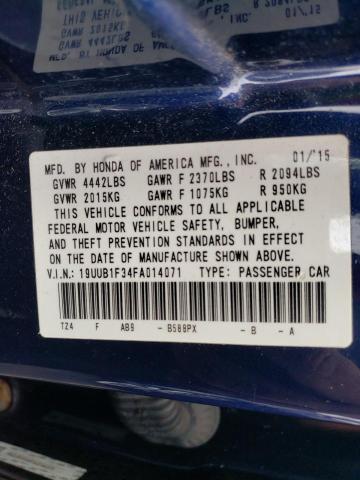 MFD. BY HONDA OF AMERICA MFG., INC. 01/'15
GVWR 4442LBS GAWR F 2370LBS R 2094LBS
GVWR 2015KG GAWR F 1075KG R 950KG
THIS VEHICLE CONFORMS TO ALL APPLICABLE
FEDERAL MOTOR VEHICLE SAFETY, BUMPER,
AND THEFT PREVENTION STANDARDS IN EFFECT
ON THE DATE OF MANUFACTURE SHOWN ABOVE.
V.I.N.: 19UUB1F34FA014071 TYPE: PASSENGER CAR
TZ4 F AB9 - B588PX - B - A